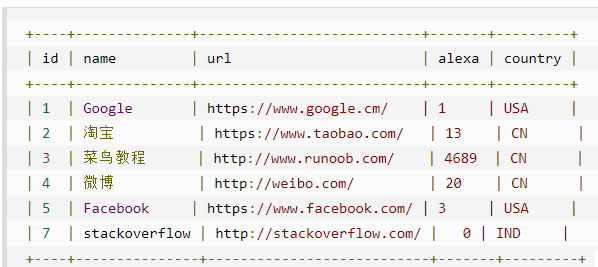 +----+--------------+---------------------------+-------+---------+
| id | name         | url                       | alexa | country |
+----+--------------+---------------------------+-------+---------+
| 1  | Google       | https://www.google.cm/    | 1     | USA     |
| 2  | 淘宝          | https://www.taobao.com/   | 13    | CN      |
| 3  | 菜鸟教程      | http://www.runoob.com/    | 4689  | CN      |
| 4  | 微博          | http://weibo.com/         | 20    | CN      |
| 5  | Facebook     | https://www.facebook.com/ | 3     | USA     |
| 7  | stackoverflow | http://stackoverflow.com/ |   0 | IND     |
+----+---------------+---------------------------+-------+---------+